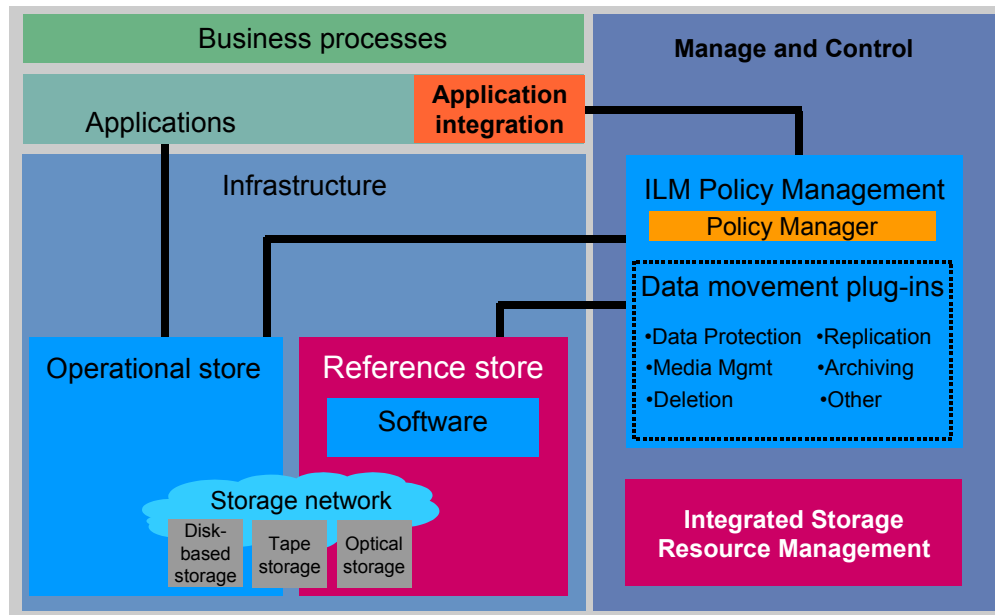 Business processes
Applications
Application
integration
Infrastructure
Operational store
Reference store
Software
Storage network
Disk-
based
storage
Tape
storage
Optical
storage
Manage and Control
ILM Policy Management
Policy Manager
Data movement plug-ins
•Data Protection
•Replication
•Media Mgmt
•Archiving
•Deletion
•Other
Integrated Storage
Resource Management